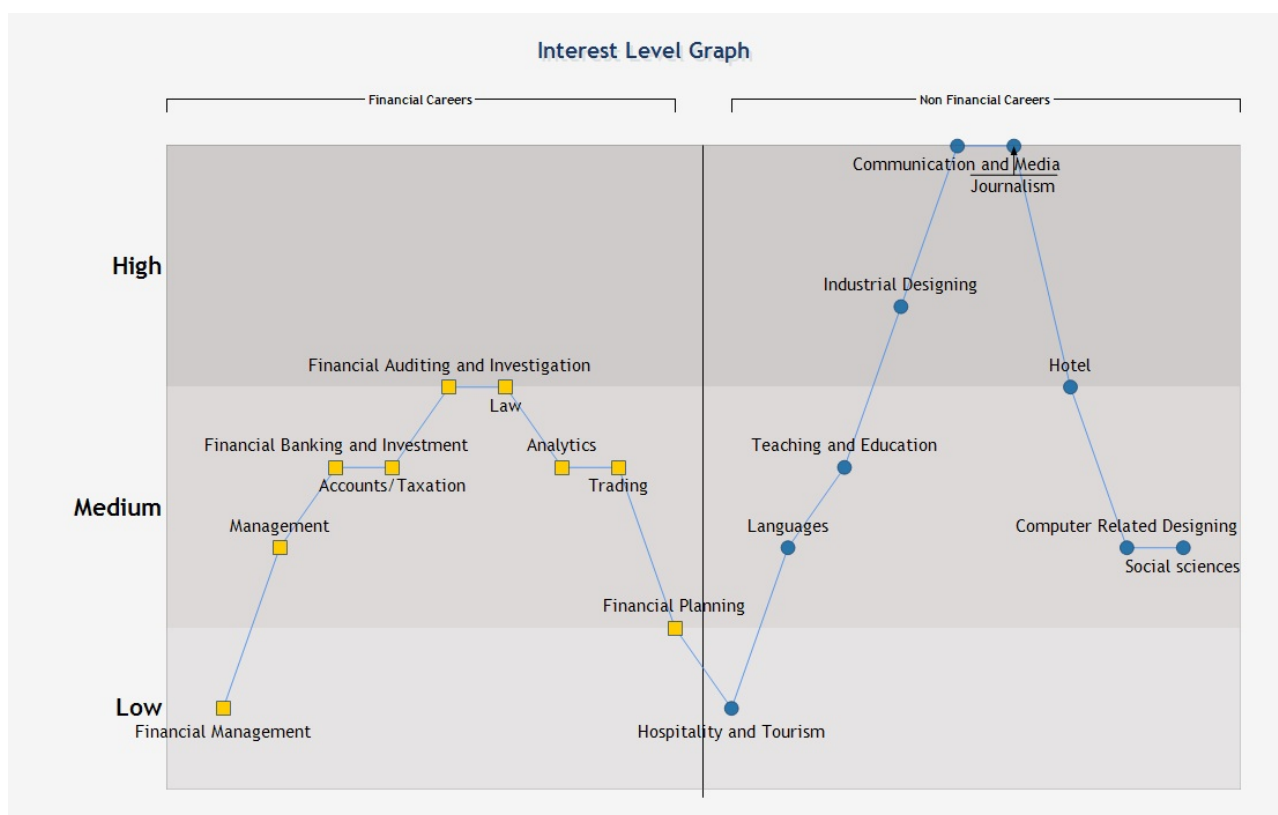 Interest Level Graph
Financial Careers
Non Financial Careers
Communication and Media
Journalism
High
Industrial Designing
Financial Auditing and Investigation
Hotel
Law
Financial Banking and Investment
Analytics
Teaching and Education
Accounts/Taxation
Trading
Medium
Management
Languages
Computer Related Designing
Social sciences
Financial Planning
Low
Financial Management
Hospitality and Tourism